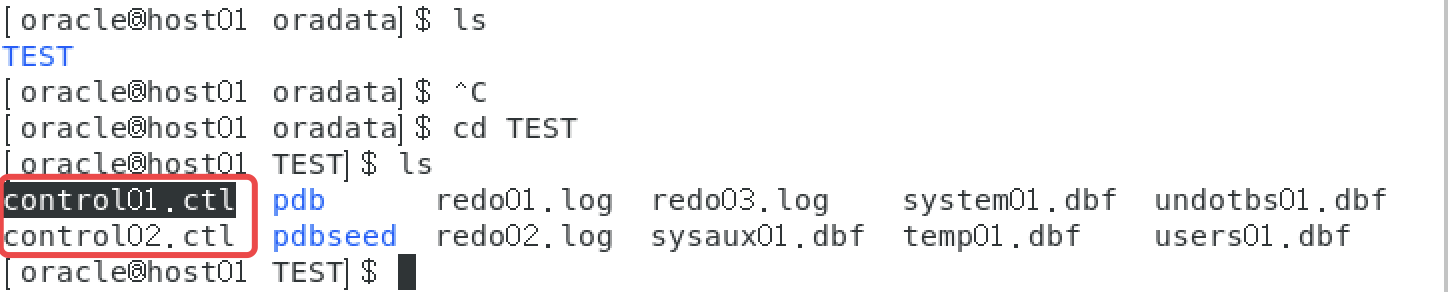 [oracle@host01 oradata]$ ls
TEST
[oracle@host01 oradata]$ ^C
[oracle@host01 oradata]$ cd TEST
[oracle@host01 TEST]$ ls
control01.ctl pdb redo01.log redo03.log system01.dbf undotbs01.dbf
control02.ctl pdbseed redo02.log sysaux01.dbf temp01.dbf users01.dbf
[oracle@host01 TEST]$